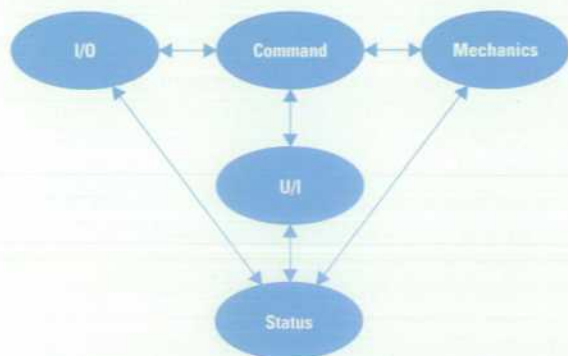 I/O
Command
Mechanics
U/I
Status